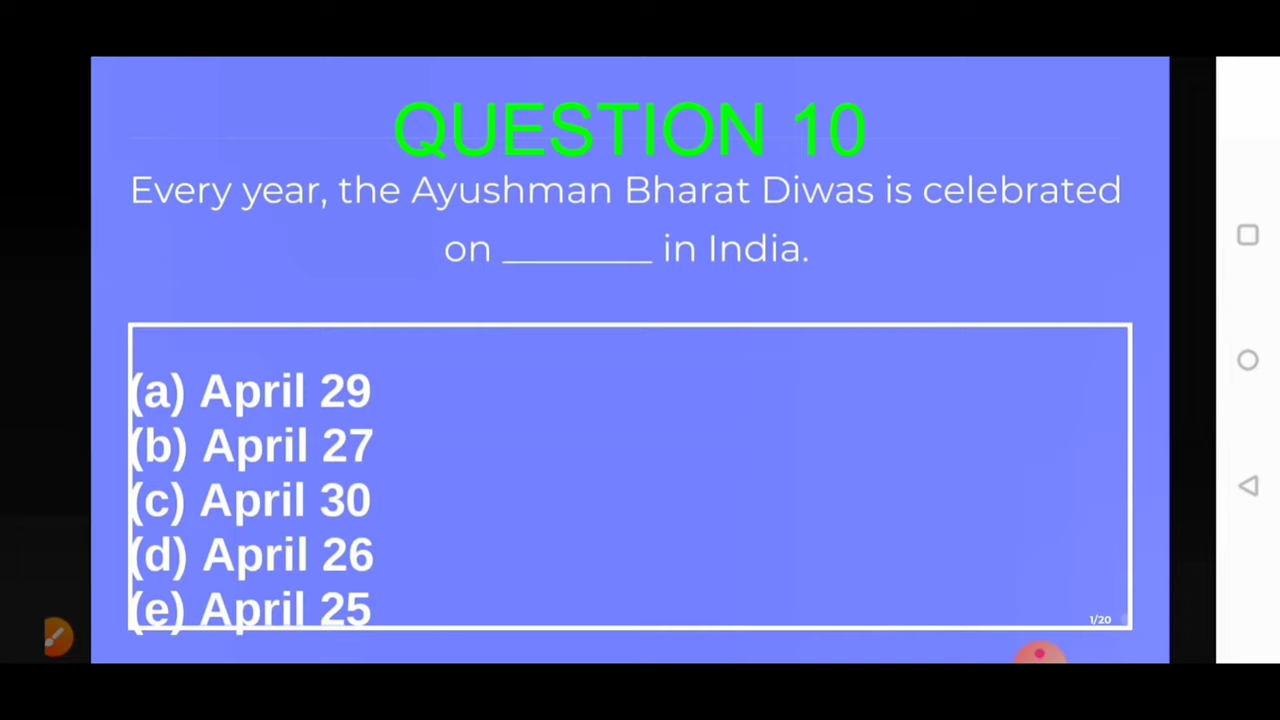 QUESTION 10
Every year, the Ayushman Bharat Diwas is celebrated
on ________ in India.
(a) April 29
(b) April 27
(c) April 30
(d) April 26
(e) April 25
1/20